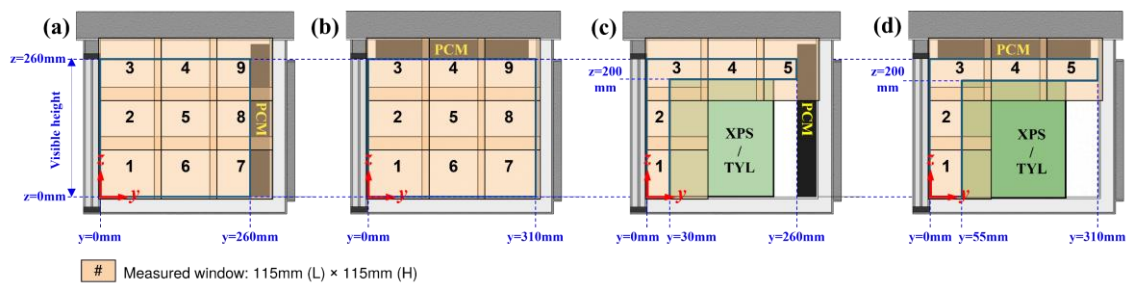 (a) (b) (c) (d)
z=260mm
3 4 9
2 5 8
1 6 7
PCM
Visible height
z
y
z=0mm
y=0mm y=260mm
PCM
3 4 9
2 5 8
1 6 7
z
y
y=0mm y=310mm
z=200
mm
3 4 5
2
1
PCM
XPS
/
TYL
z
y
y=0mm y=30mm y=260mm
PCM
z=200
mm
3 4 5
2
1
XPS
/
TYL
z
y
y=0mm y=55mm y=310mm
# Measured window: 115mm (L) × 115mm (H)